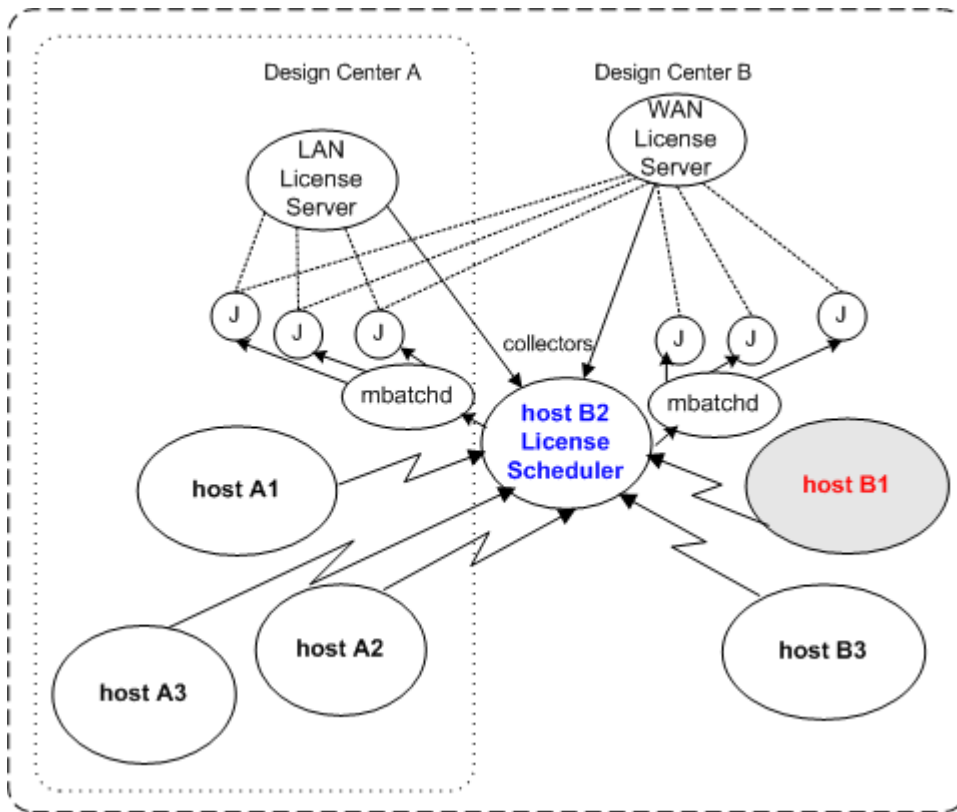 Design Center A
Design Center B
LAN
License
Server
WAN
License
Server
J
J
J
J
J
J
collectors
mbatchd
mbatchd
host B2
License
Scheduler
host A1
host B1
host A2
host B3
host A3